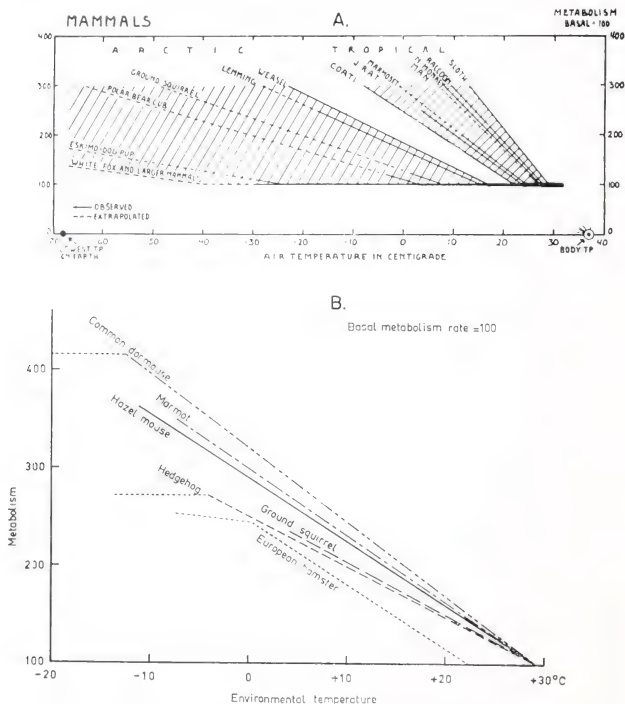 MAMMALS
A.
METABOLISM
BASAL = 100
400
400
A R C T I C
T R O P I C A L
WEASEL
LEMMING
GROUND SQUIRREL
POLAR BEAR CUB
MARMOSET
J. RAT
COATI
SLOTH
RACCOON
N. MONKEY
MAN
300
300
200
200
ESKIMO DOG PUP
WHITE FOX AND LARGER MAMMALS
100
100
OBSERVED
EXTRAPOLATED
0
0
-70 -60 -50 -40 -30 -20 -10 0 10 20 30 40
LOWEST TP
ON EARTH
AIR TEMPERATURE IN CENTIGRADE
BODY TP
B.
Basal metabolism rate =100
Common dormouse
400
Marmot
Hazel mouse
300
Hedgehog
Ground squirrel
European hamster
Metabolism
200
100
-20 -10 0 +10 +20 +30°C
Environmental temperature